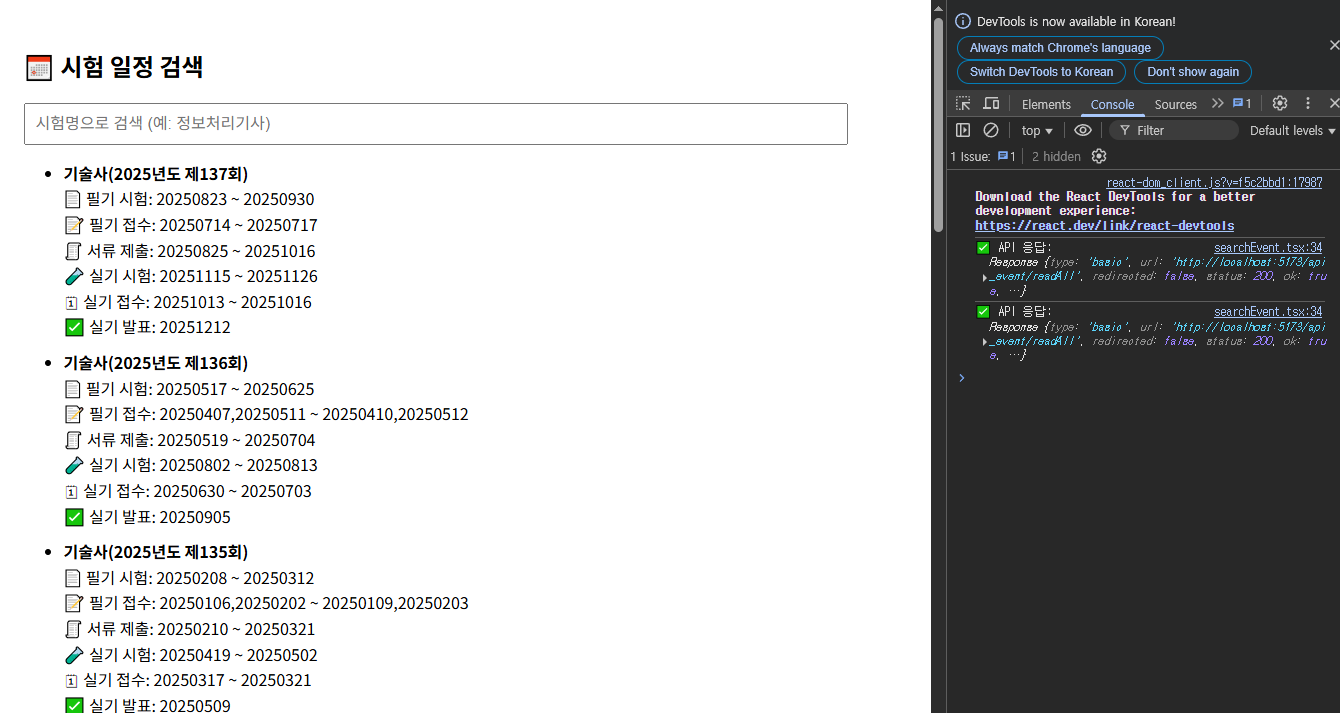 시험 일정 검색
시험명으로 검색 (예: 정보처리기사)
기술사(2025년도 제137회)
필기 시험: 20250823 ~ 20250930
필기 접수: 20250714 ~ 20250717
서류 제출: 20250825 ~ 20251016
실기 시험: 20251115 ~ 20251126
실기 접수: 20251013 ~ 20251016
실기 발표: 20251212
기술사(2025년도 제136회)
필기 시험: 20250517 ~ 20250625
필기 접수: 20250407,20250511 ~ 20250410,20250512
서류 제출: 20250519 ~ 20250704
실기 시험: 20250802 ~ 20250813
실기 접수: 20250630 ~ 20250703
실기 발표: 20250905
기술사(2025년도 제135회)
필기 시험: 20250208 ~ 20250312
필기 접수: 20250106,20250202 ~ 20250109,20250203
서류 제출: 20250210 ~ 20250321
실기 시험: 20250419 ~ 20250502
실기 접수: 20250317 ~ 20250321
실기 발표: 20250509
DevTools is now available in Korean!
Always match Chrome's language
Switch DevTools to Korean
Don't show again
Elements
Console
Sources
1
top
Filter
Default levels
1 Issue: 1
2 hidden
react-dom_client.js?v=f5c2bbd1:17987
Download the React DevTools for a better
development experience:
https://react.dev/link/react-devtools
API 응답: searchEvent.tsx:34
Response {type: 'basic', url: 'http://localhost:5173/api
_event/readAll', redirected: false, status: 200, ok: tru
e, …}
API 응답: searchEvent.tsx:34
Response {type: 'basic', url: 'http://localhost:5173/api
_event/readAll', redirected: false, status: 200, ok: tru
e, …}